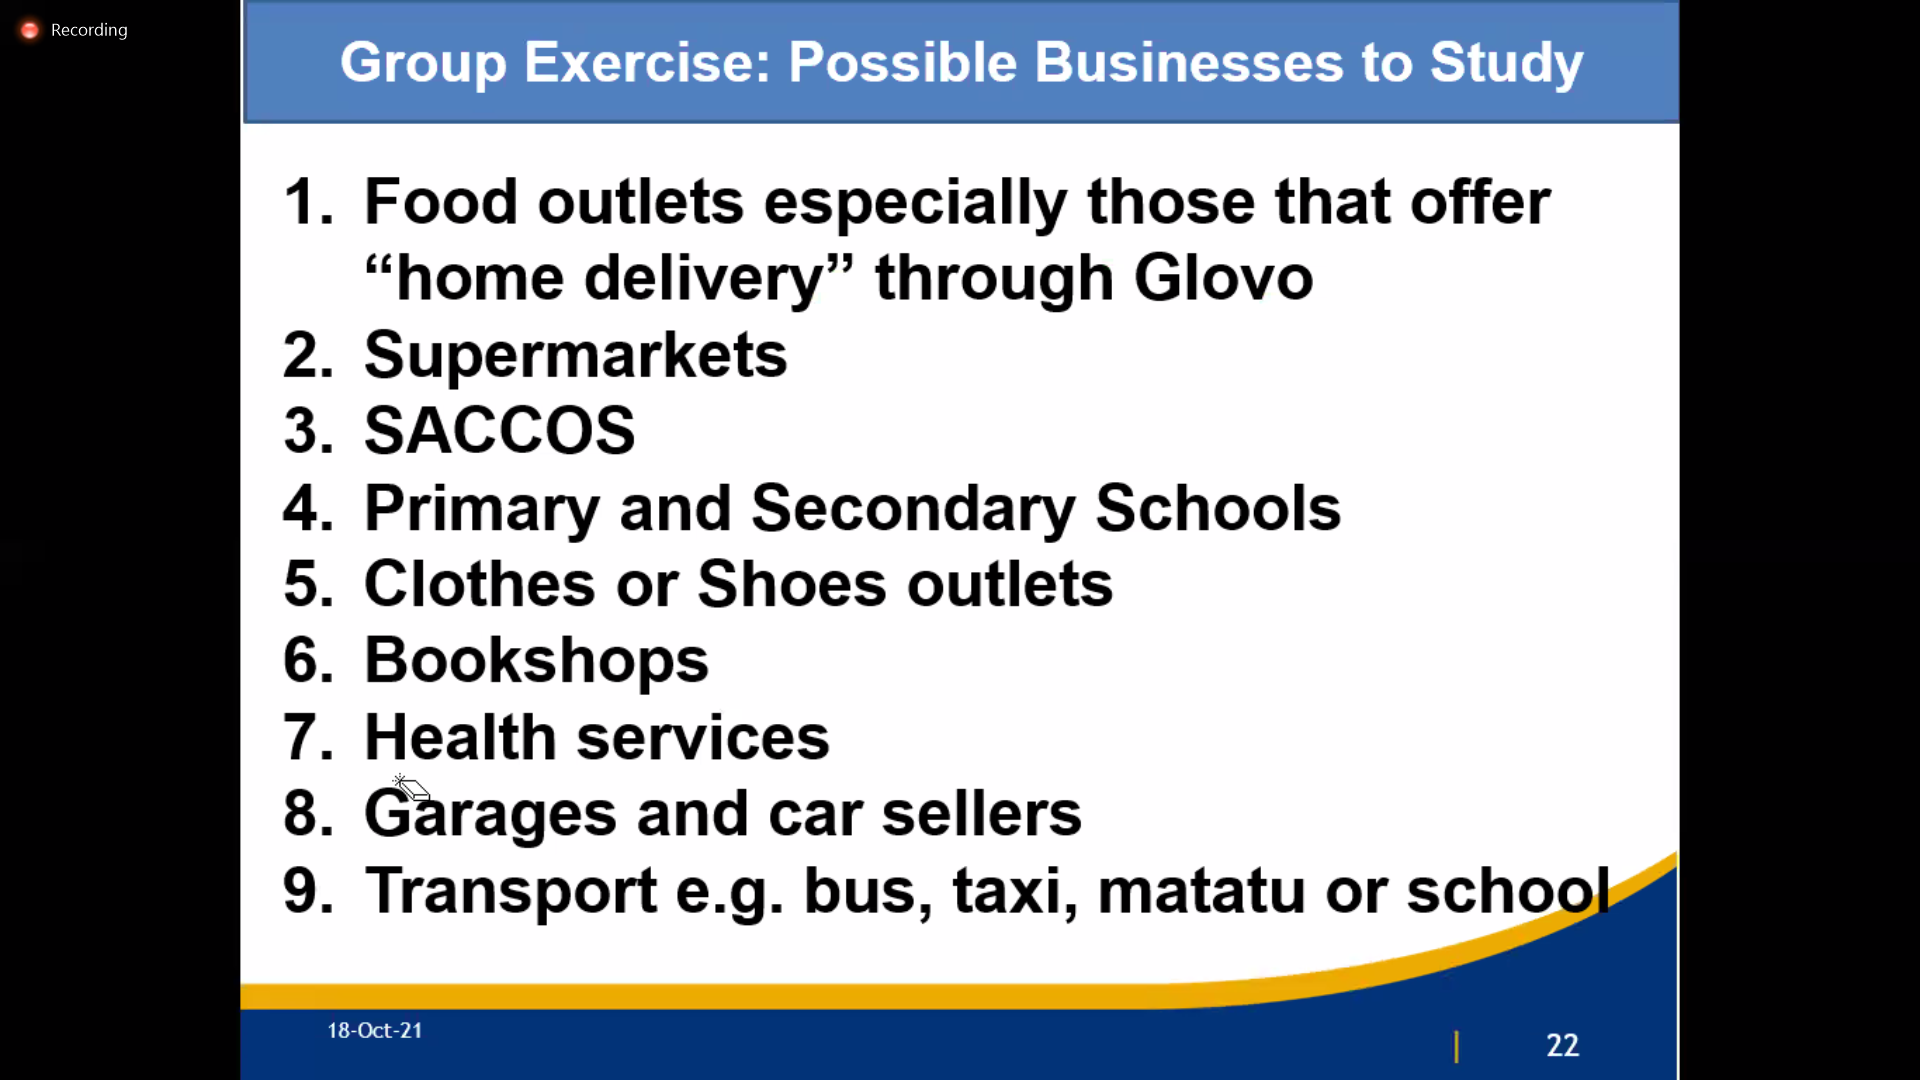 Recording
Group Exercise: Possible Businesses to Study
1. Food outlets especially those that offer
“home delivery” through Glovo
2. Supermarkets
3. SACCOS
4. Primary and Secondary Schools
5. Clothes or Shoes outlets
6. Bookshops
7. Health services
8. Garages and car sellers
9. Transport e.g. bus, taxi, matatu or school
18-Oct-21
22